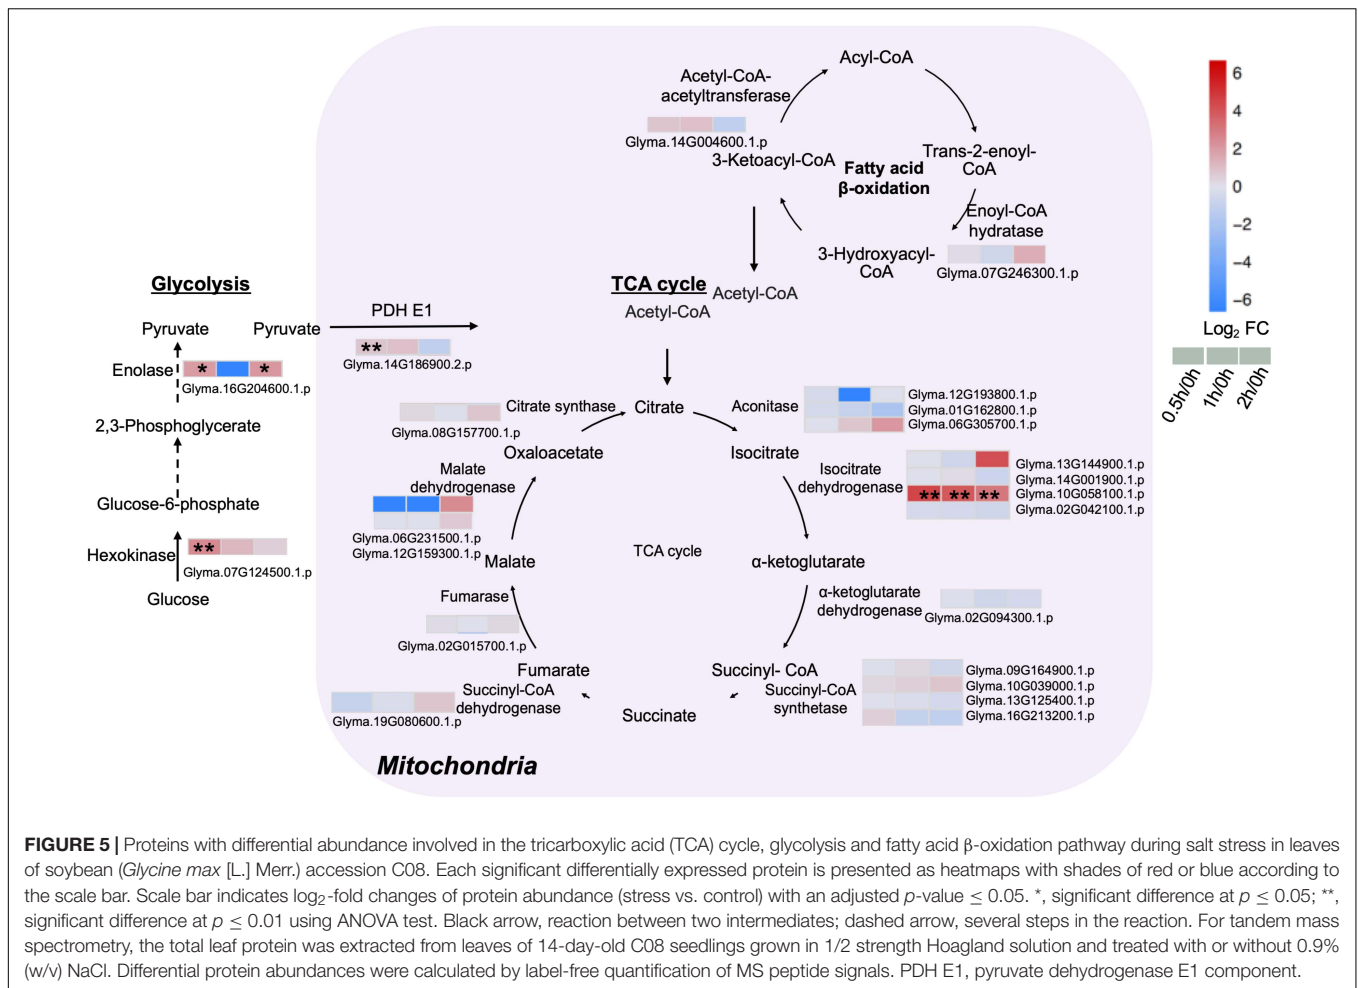 Acyl-CoA
Acetyl-CoA-
acetyltransferase
Glyma.14G004600.1.p
3-Ketoacyl-CoA
Fatty acid
β-oxidation
Trans-2-enoyl-
CoA
Enoyl-CoA
hydratase
3-Hydroxyacyl-
CoA
Glyma.07G246300.1.p
6
4
2
0
−2
−4
−6
Log₂ FC
0.5h/0h
1h/0h
2h/0h
Glycolysis
Pyruvate
Pyruvate
PDH E1
**
Glyma.14G186900.2.p
Enolase
* *
Glyma.16G204600.1.p
2,3-Phosphoglycerate
Glucose-6-phosphate
Hexokinase
**
Glyma.07G124500.1.p
Glucose
TCA cycle
Acetyl-CoA
Acetyl-CoA
Citrate synthase
Glyma.08G157700.1.p
Citrate
Aconitase
Glyma.12G193800.1.p
Glyma.01G162800.1.p
Glyma.06G305700.1.p
Oxaloacetate
Isocitrate
Malate
dehydrogenase
Glyma.06G231500.1.p
Glyma.12G159300.1.p
Isocitrate
dehydrogenase
** ** **
Glyma.13G144900.1.p
Glyma.14G001900.1.p
Glyma.10G058100.1.p
Glyma.02G042100.1.p
Malate
TCA cycle
α-ketoglutarate
Fumarase
Glyma.02G015700.1.p
α-ketoglutarate
dehydrogenase
Glyma.02G094300.1.p
Fumarate
Succinyl- CoA
Succinyl-CoA
dehydrogenase
Glyma.19G080600.1.p
Succinate
Succinyl-CoA
synthetase
Glyma.09G164900.1.p
Glyma.10G039000.1.p
Glyma.13G125400.1.p
Glyma.16G213200.1.p
Mitochondria
FIGURE 5 | Proteins with differential abundance involved in the tricarboxylic acid (TCA) cycle, glycolysis and fatty acid β-oxidation pathway during salt stress in leaves
of soybean (Glycine max [L.] Merr.) accession C08. Each significant differentially expressed protein is presented as heatmaps with shades of red or blue according to
the scale bar. Scale bar indicates log₂-fold changes of protein abundance (stress vs. control) with an adjusted p-value ≤ 0.05. *, significant difference at p ≤ 0.05; **,
significant difference at p ≤ 0.01 using ANOVA test. Black arrow, reaction between two intermediates; dashed arrow, several steps in the reaction. For tandem mass
spectrometry, the total leaf protein was extracted from leaves of 14-day-old C08 seedlings grown in 1/2 strength Hoagland solution and treated with or without 0.9%
(w/v) NaCl. Differential protein abundances were calculated by label-free quantification of MS peptide signals. PDH E1, pyruvate dehydrogenase E1 component.